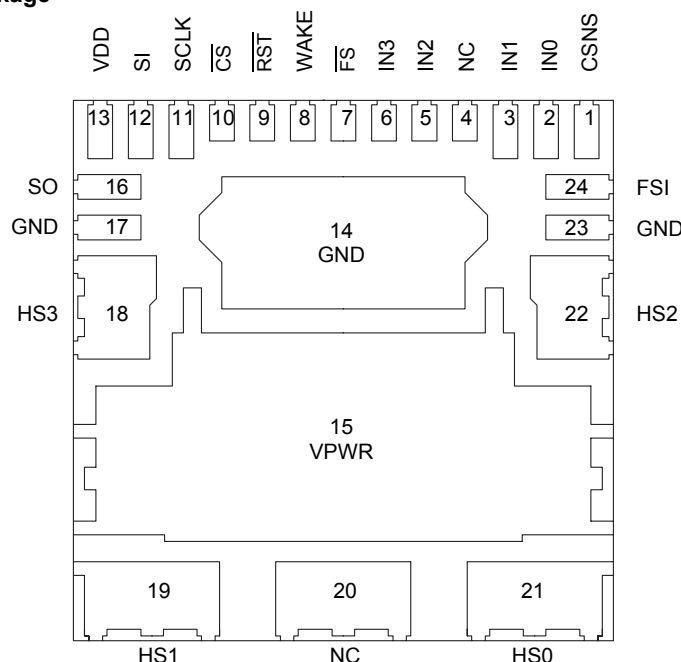 VDD SI SCLK CS RST WAKE FS IN3 IN2 NC IN1 IN0 CSNS
13 12 11 10 9 8 7 6 5 4 3 2 1
SO 16 24 FSI
GND 17 23 GND
14
GND
HS3 18 22 HS2
15
VPWR
19 20 21
HS1 NC HS0